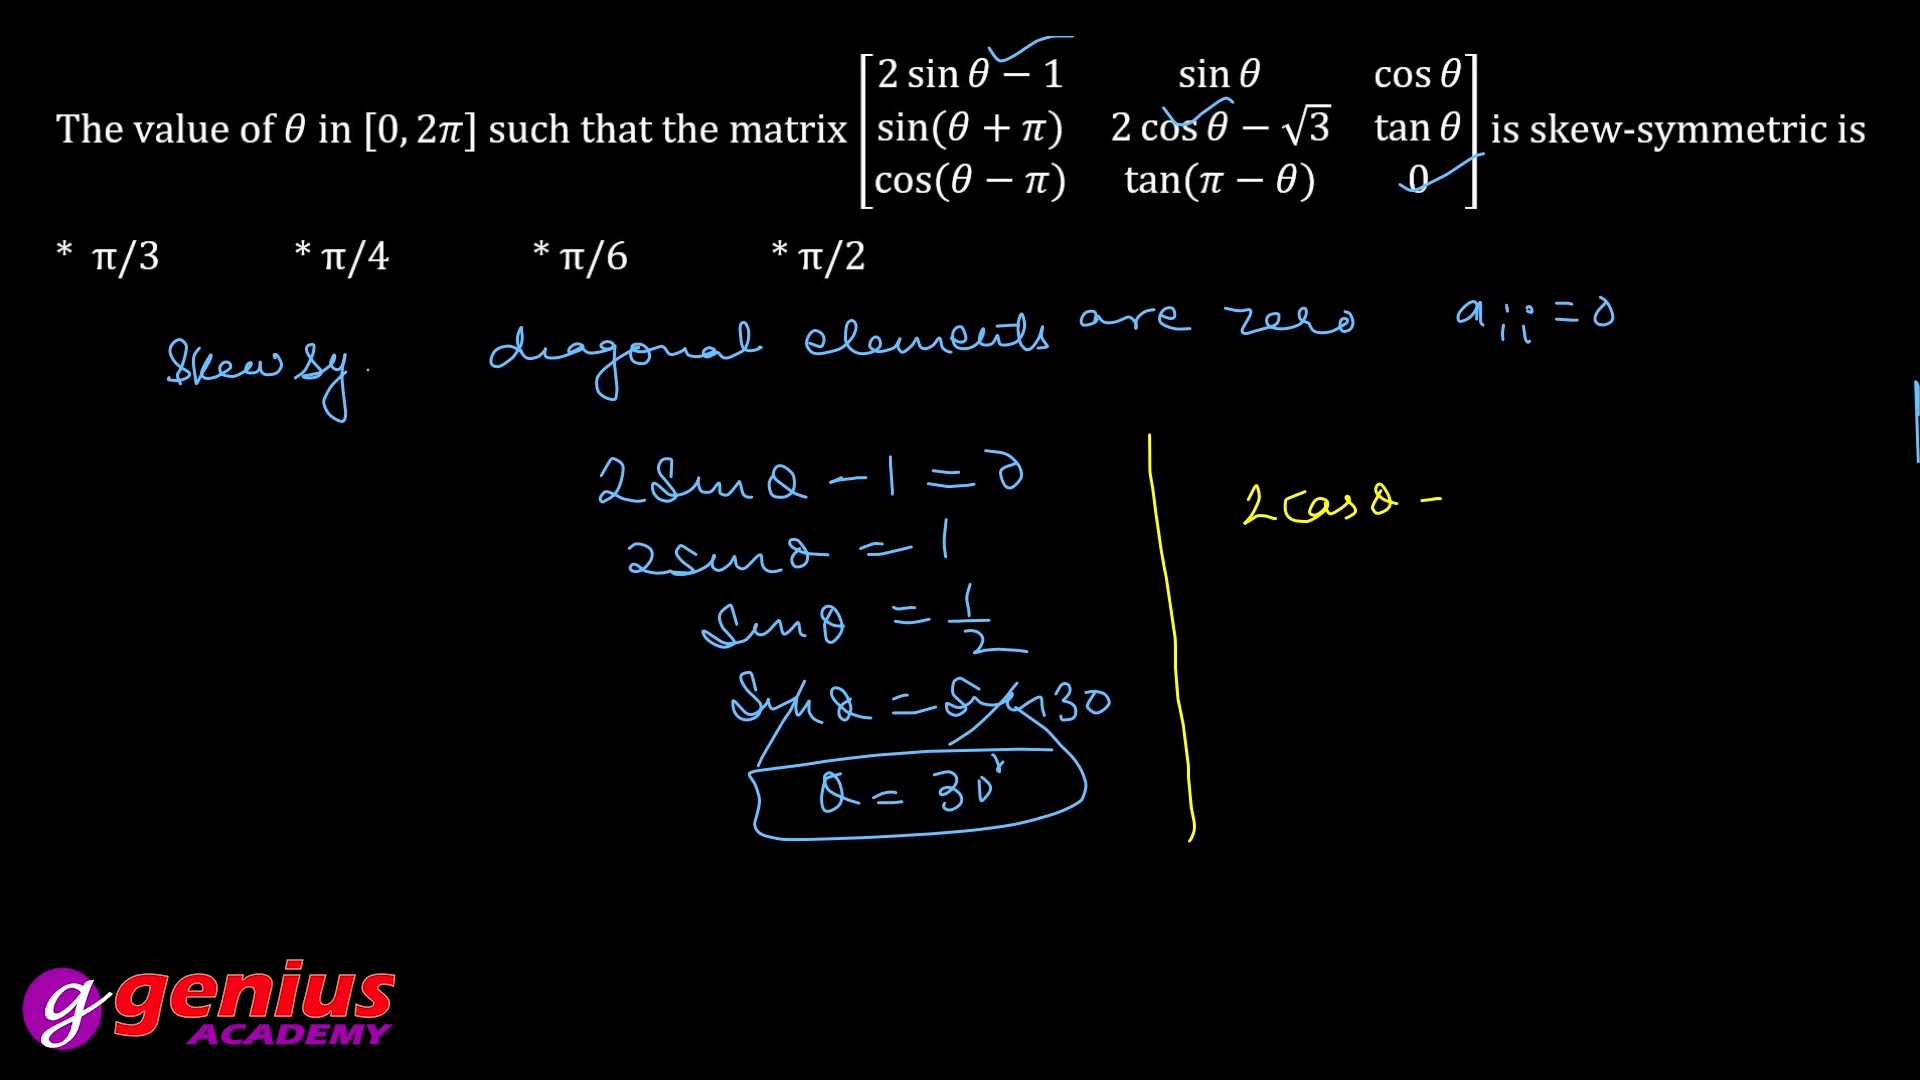 The value of θ in [0, 2π] such that the matrix [2 sin θ − 1 sin θ cos θ
sin(θ + π) 2 cos θ − √3 tan θ
cos(θ − π) tan(π − θ) 0] is skew-symmetric is
* π/3 * π/4 * π/6 * π/2
Skew sy. diagonal elements are zero aᵢᵢ = 0
2 Sin θ − 1 = 0
2 cos θ −
2 sin θ = 1
Sin θ = 1/2
Sin θ = Sin 30
θ = 30°
g genius
ACADEMY